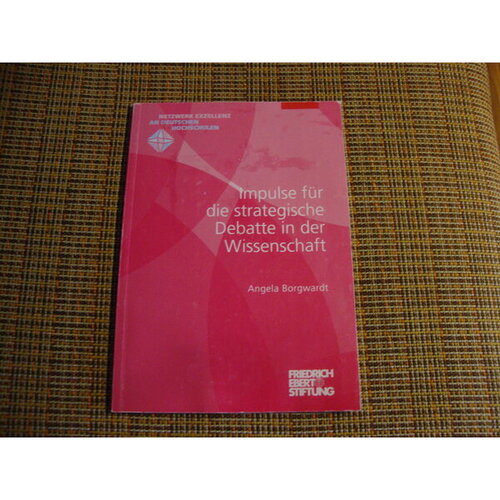 NETZWERK EXZELLENZ
AN DEUTSCHEN
HOCHSCHULEN
Impulse für
die strategische
Debatte in der
Wissenschaft
Angela Borgwardt
FRIEDRICH
EBERT
STIFTUNG